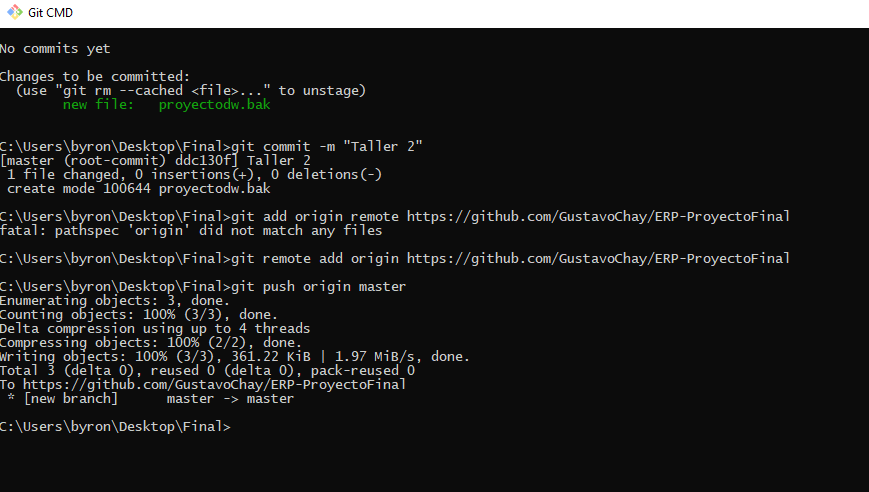 Git CMD
No commits yet
Changes to be committed:
(use "git rm --cached <file>..." to unstage)
new file:   proyectodw.bak
C:\Users\byron\Desktop\Final>git commit -m "Taller 2"
[master (root-commit) ddc130f] Taller 2
1 file changed, 0 insertions(+), 0 deletions(-)
create mode 100644 proyectodw.bak
C:\Users\byron\Desktop\Final>git add origin remote https://github.com/GustavoChay/ERP-ProyectoFinal
fatal: pathspec 'origin' did not match any files
C:\Users\byron\Desktop\Final>git remote add origin https://github.com/GustavoChay/ERP-ProyectoFinal
C:\Users\byron\Desktop\Final>git push origin master
Enumerating objects: 3, done.
Counting objects: 100% (3/3), done.
Delta compression using up to 4 threads
Compressing objects: 100% (2/2), done.
Writing objects: 100% (3/3), 361.22 KiB | 1.97 MiB/s, done.
Total 3 (delta 0), reused 0 (delta 0), pack-reused 0
To https://github.com/GustavoChay/ERP-ProyectoFinal
* [new branch]      master -> master
C:\Users\byron\Desktop\Final>